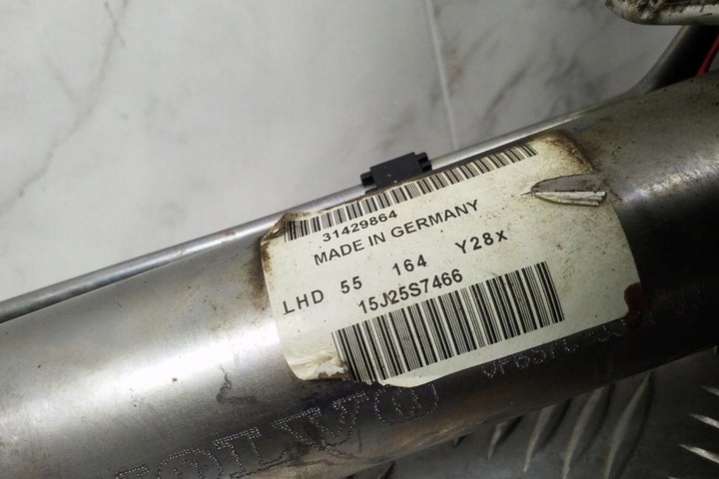 31429864
MADE IN GERMANY
LHD 55 164 Y28X
15J25S7466